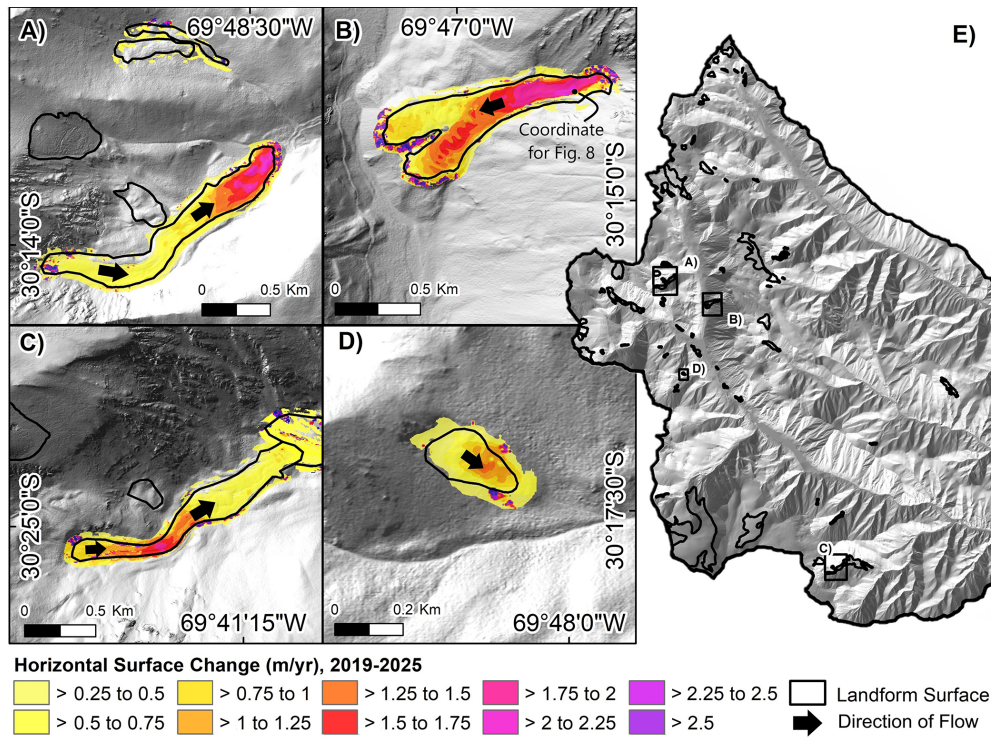 A)
69°48'30"W
30°14'0"S
0
0.5 Km
B)
69°47'0"W
Coordinate
for Fig. 8
30°15'0"S
0
0.5 Km
C)
30°25'0"S
0
0.5 Km
69°41'15"W
D)
30°17'30"S
0
0.2 Km
69°48'0"W
E)
A)
B)
D)
C)
Horizontal Surface Change (m/yr), 2019-2025
> 0.25 to 0.5
> 0.75 to 1
> 1.25 to 1.5
> 1.75 to 2
> 2.25 to 2.5
Landform Surface
> 0.5 to 0.75
> 1 to 1.25
> 1.5 to 1.75
> 2 to 2.25
> 2.5
Direction of Flow